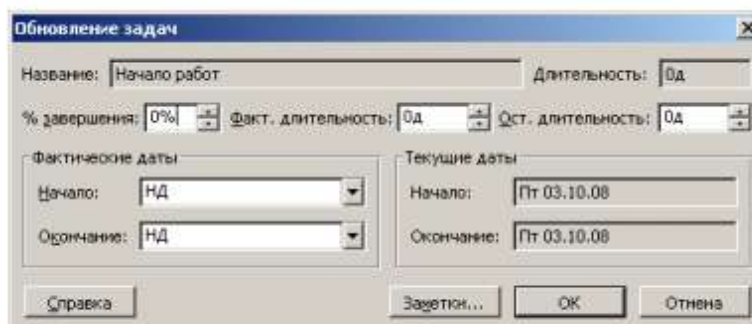 Обновление задач
Название: Начало работ Длительность: 0д
% завершения: 0% Факт. длительность: 0д Ост. длительность: 0д
Фактические даты Текущие даты
Начало: НД Начало: Пт 03.10.08
Окончание: НД Окончание: Пт 03.10.08
Справка Заметки... ОК Отмена